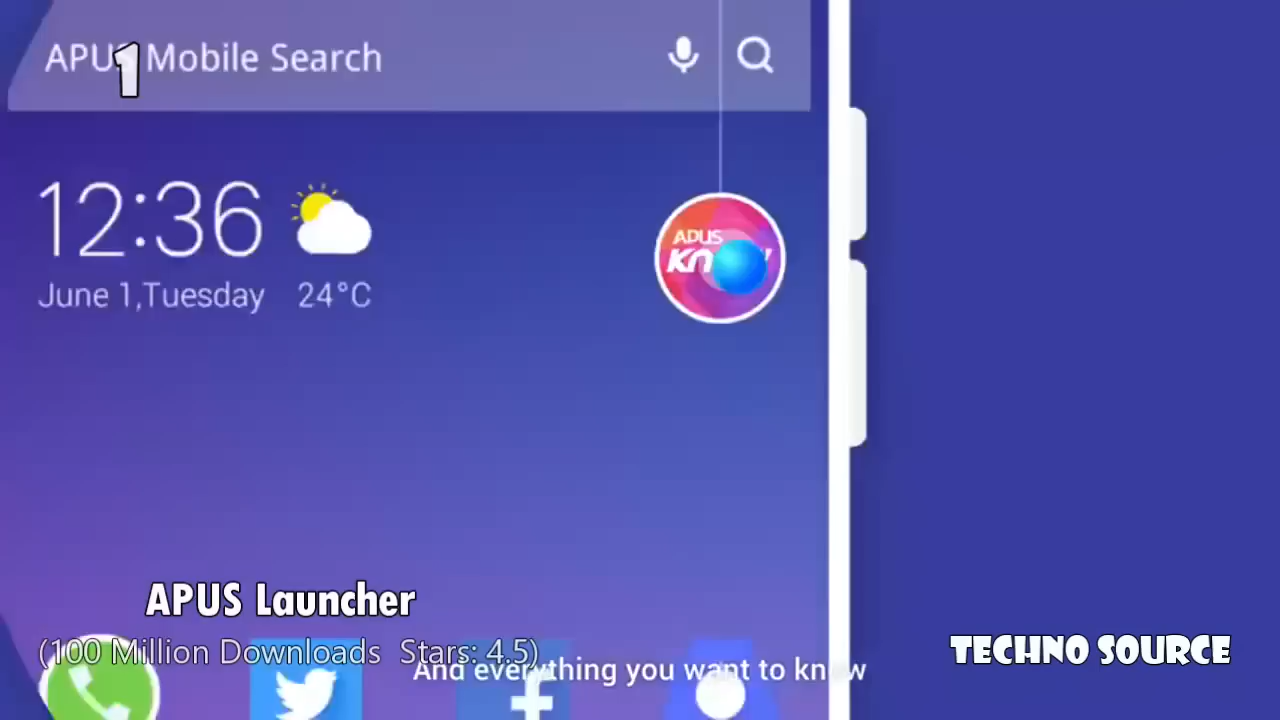 APUS Mobile Search
1
12:36
June 1,Tuesday 24°C
APUS
APUS Launcher
(100 Million Downloads Stars: 4.5)
And everything you want to know
TECHNO SOURCE